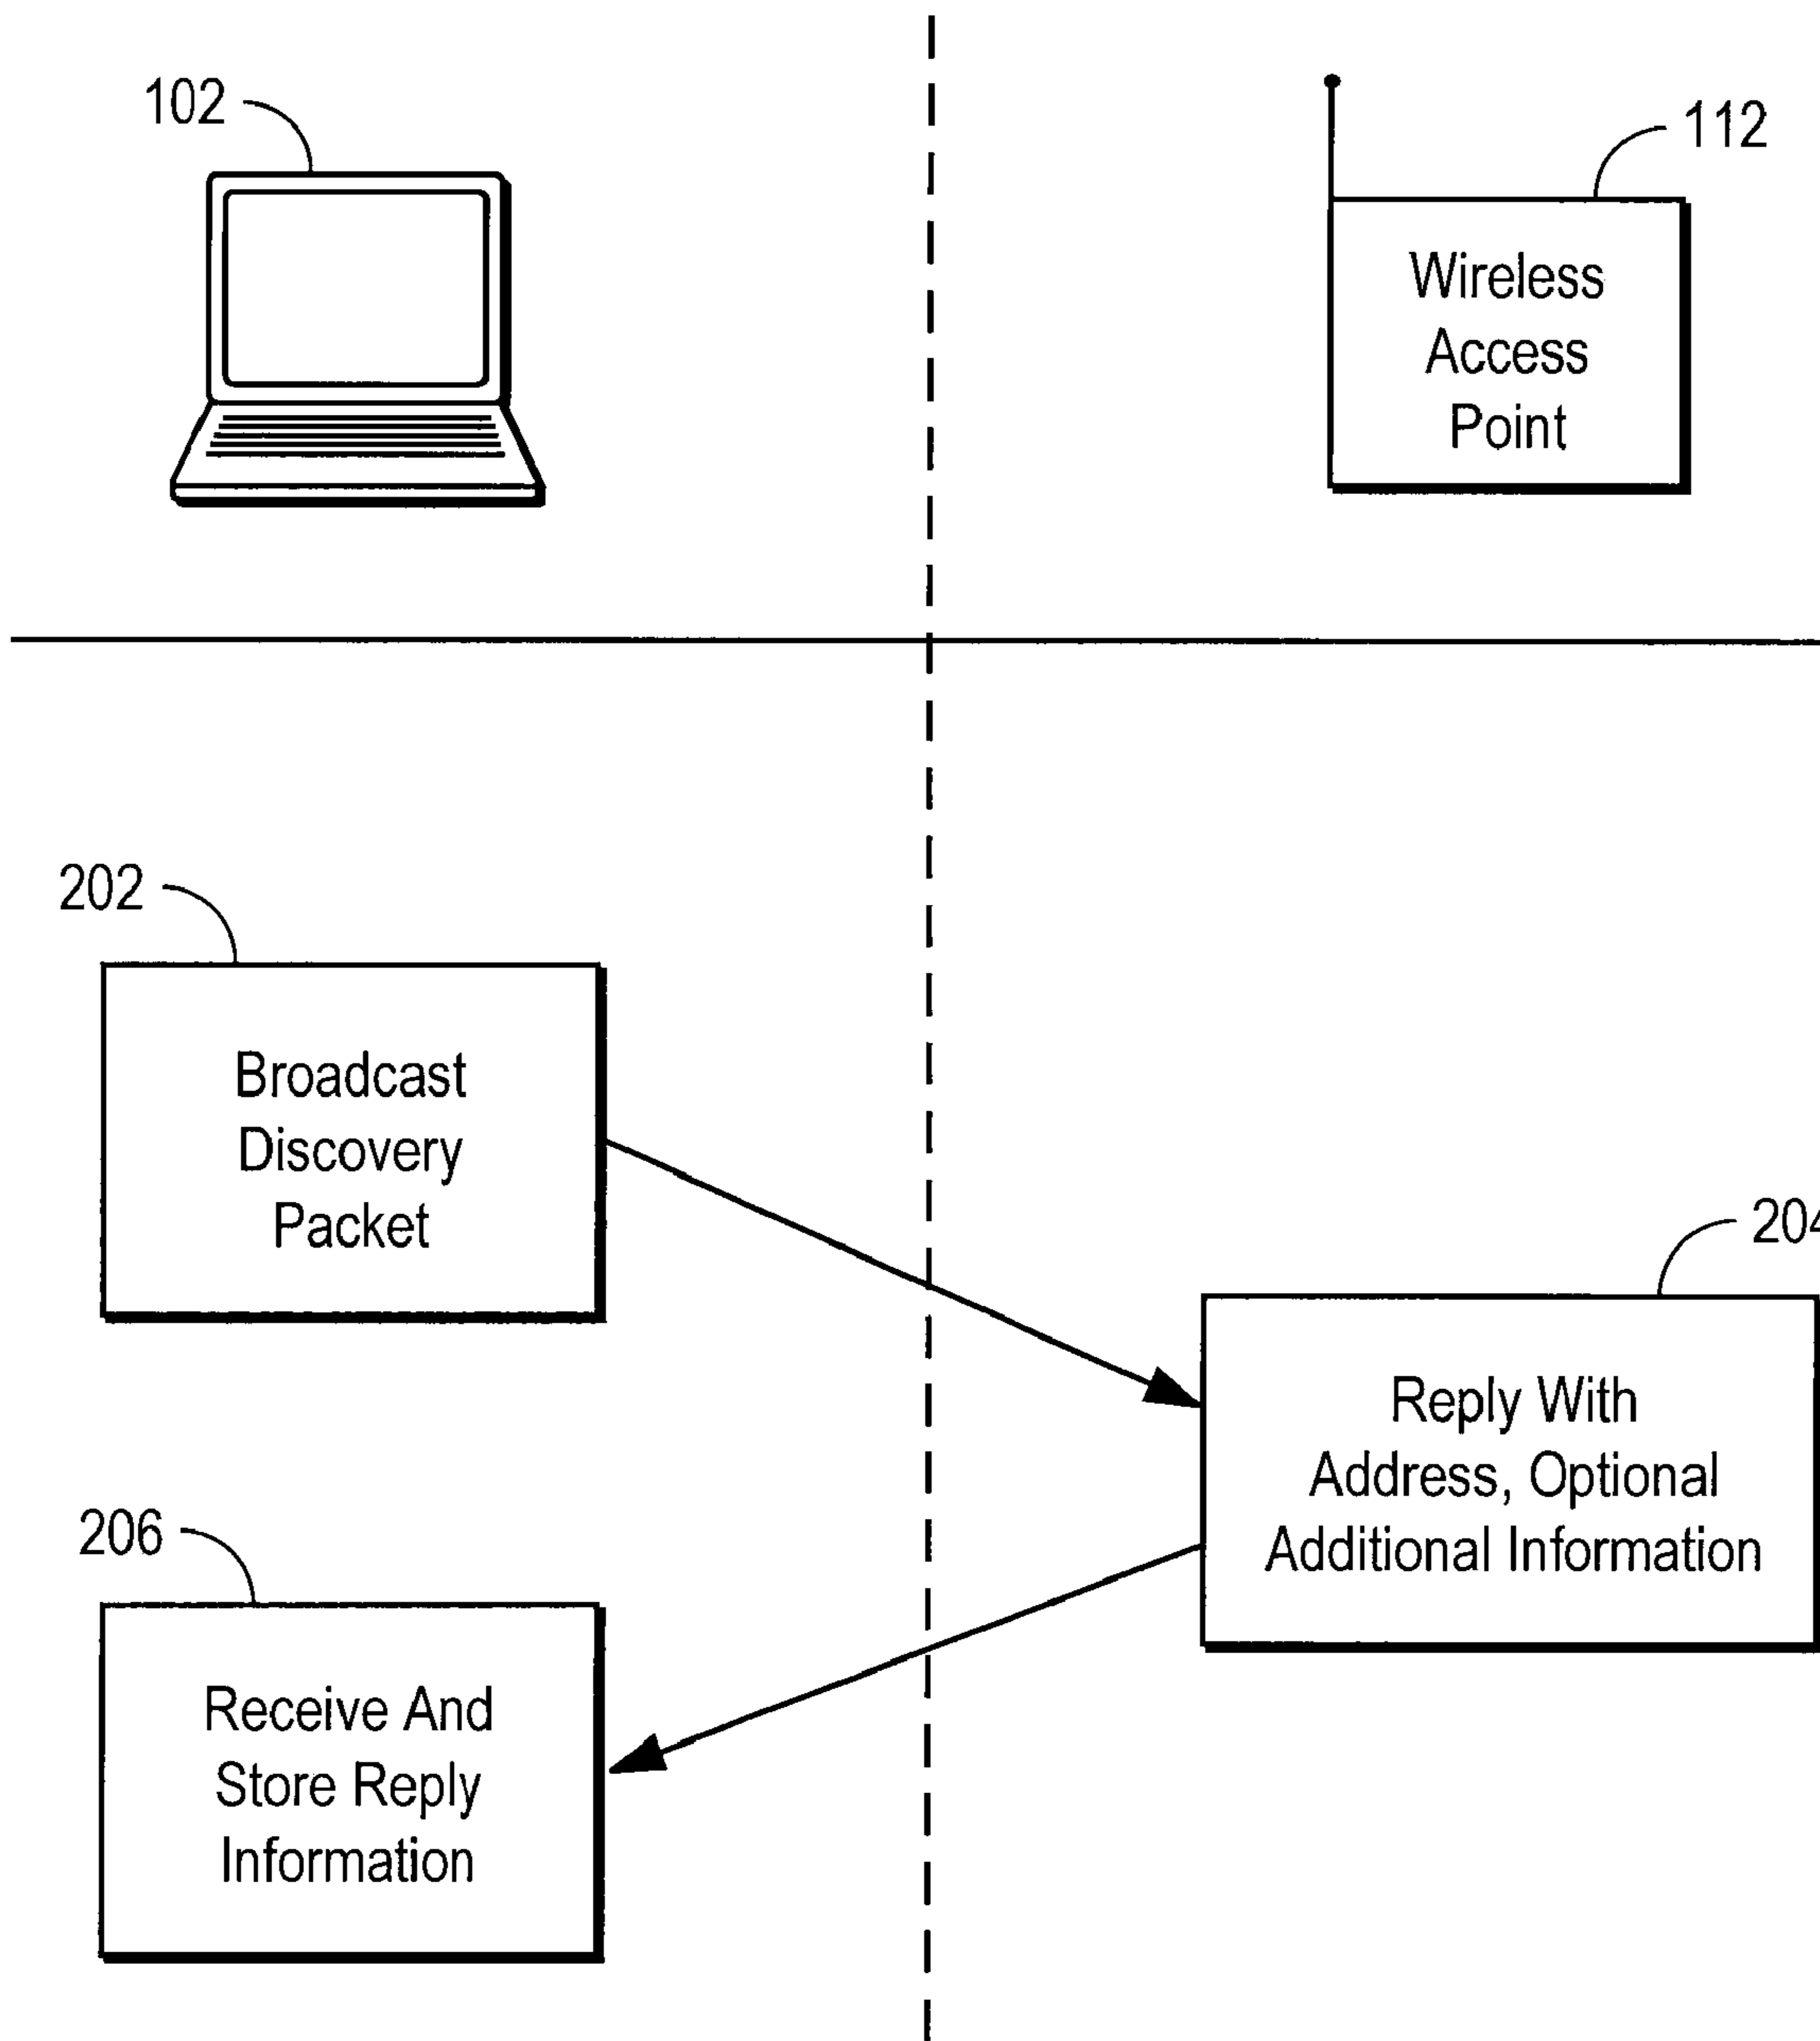 102
112
Wireless
Access
Point
202
Broadcast
Discovery
Packet
204
Reply With
Address, Optional
Additional Information
206
Receive And
Store Reply
Information